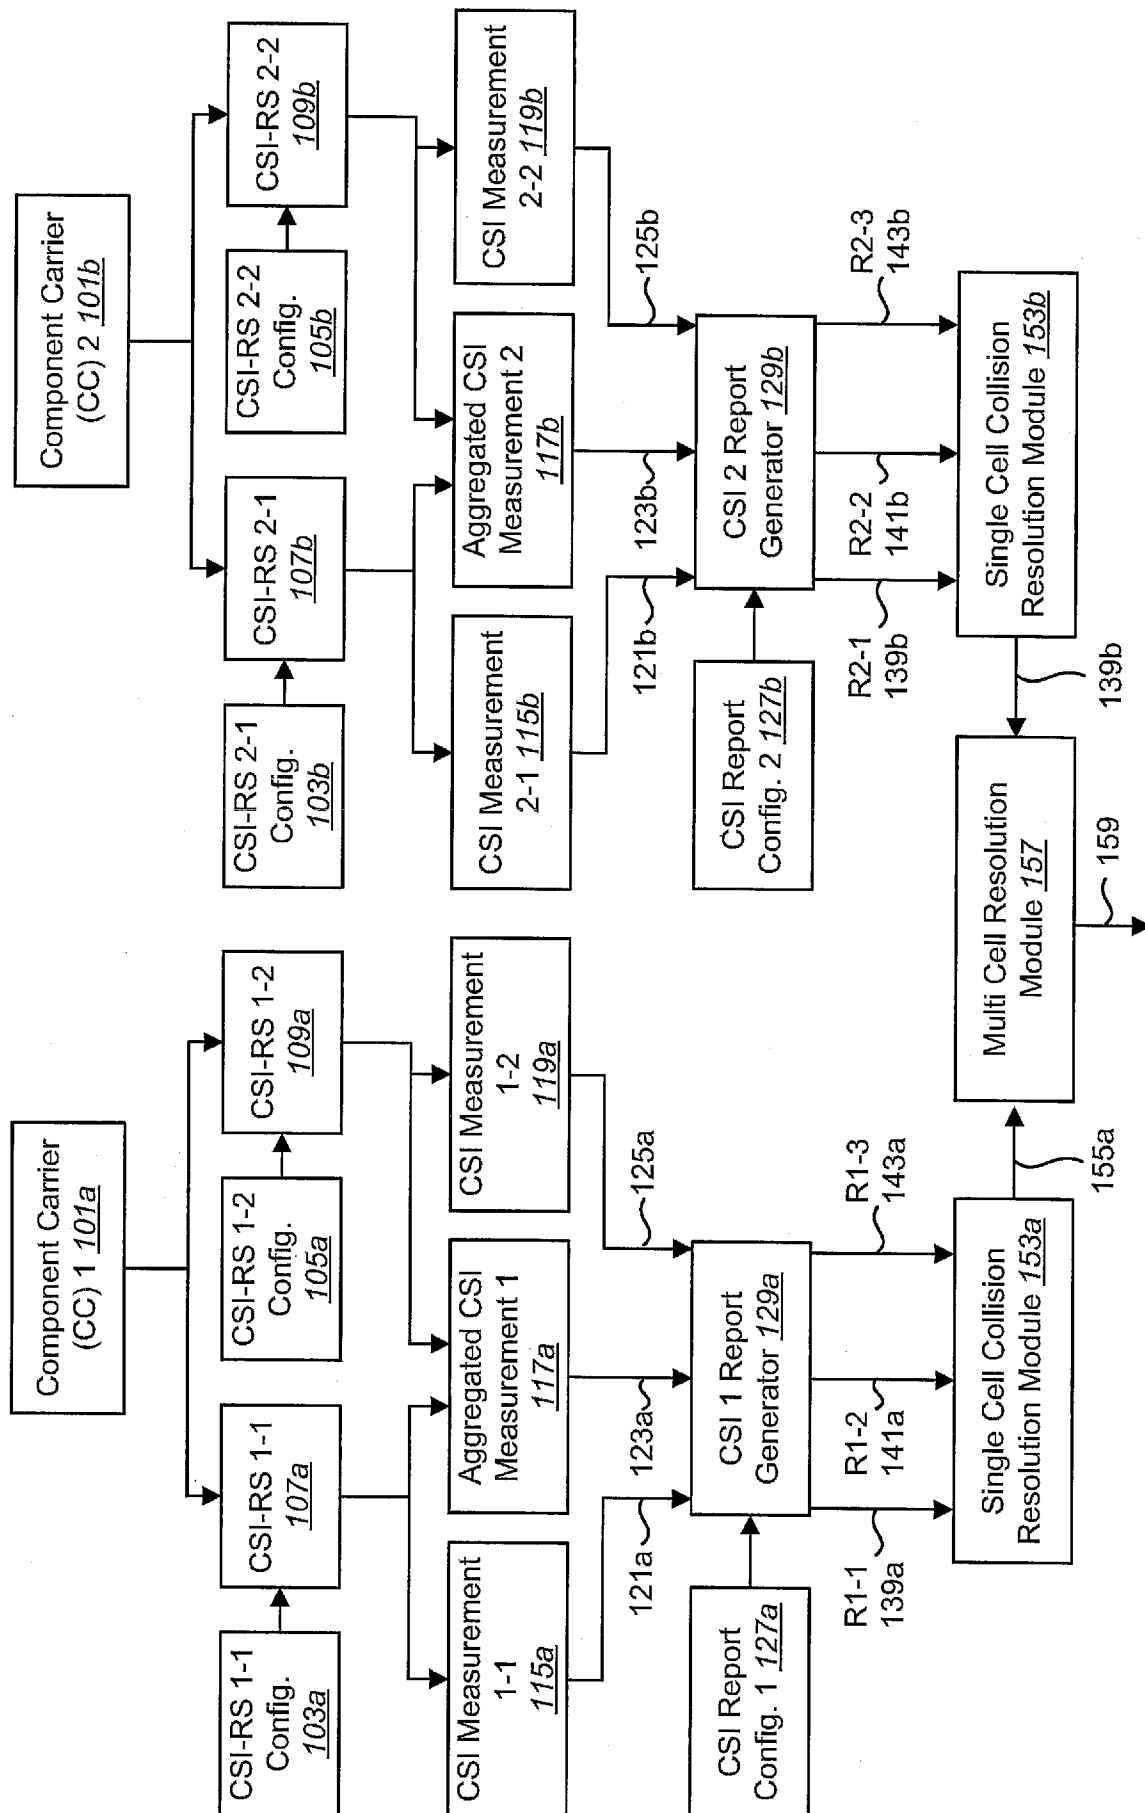 Component Carrier
(CC) 1 101a
CSI-RS 1-1
Config.
103a
CSI-RS 1-1
107a
CSI-RS 1-2
Config.
105a
CSI-RS 1-2
109a
CSI Measurement
1-1
115a
Aggregated CSI
Measurement 1
117a
CSI Measurement
1-2
119a
121a
123a
125a
CSI Report
Config. 1 127a
CSI 1 Report
Generator 129a
R1-1
139a
R1-2
141a
R1-3
143a
Single Cell Collision
Resolution Module 153a
155a
Component Carrier
(CC) 2 101b
CSI-RS 2-1
Config.
103b
CSI-RS 2-1
107b
CSI-RS 2-2
Config.
105b
CSI-RS 2-2
109b
CSI Measurement
2-1 115b
Aggregated CSI
Measurement 2
117b
CSI Measurement
2-2 119b
121b
123b
125b
CSI Report
Config. 2 127b
CSI 2 Report
Generator 129b
R2-1
139b
R2-2
141b
R2-3
143b
Single Cell Collision
Resolution Module 153b
139b
Multi Cell Resolution
Module 157
159